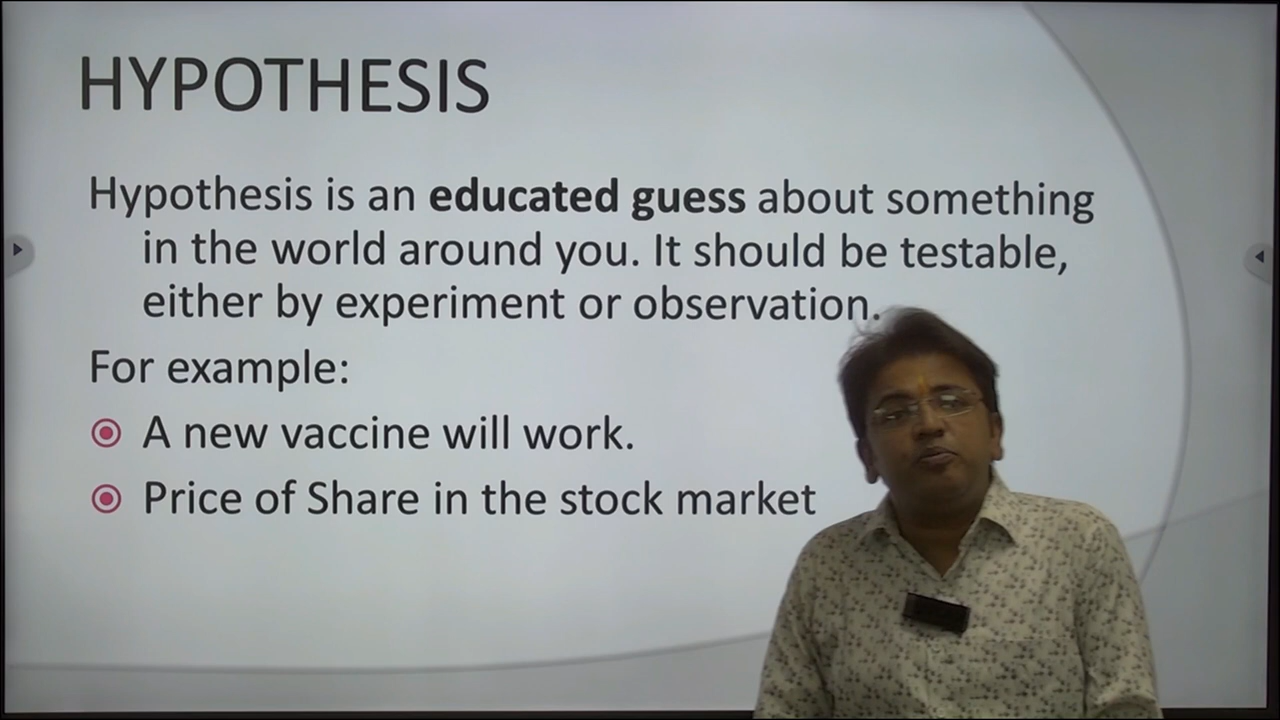 HYPOTHESIS
Hypothesis is an educated guess about something
in the world around you. It should be testable,
either by experiment or observation.
For example:
A new vaccine will work.
Price of Share in the stock market